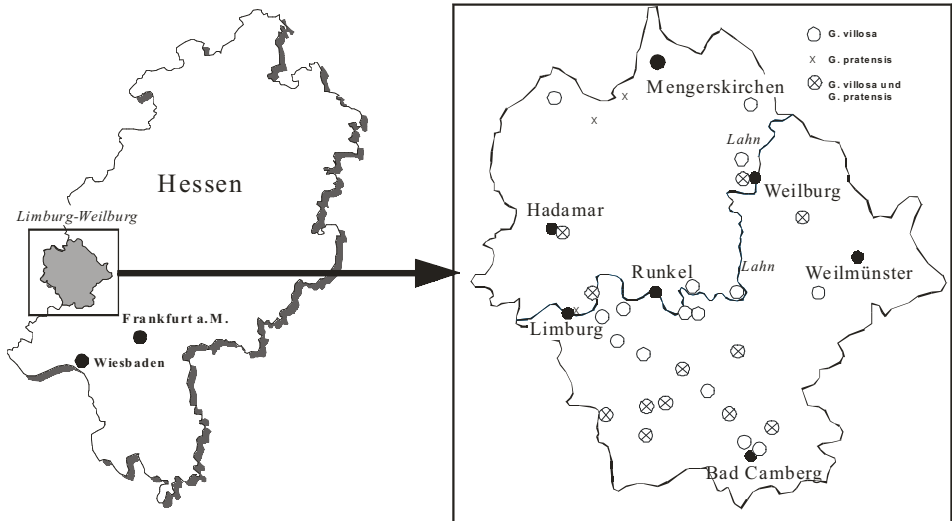 Hessen
Limburg-Weilburg
Frankfurt a.M.
Wiesbaden
G. villosa
x G. pratensis
G. villosa und
G. pratensis
Mengerskirchen
x
x
Lahn
Weilburg
Hadamar
Runkel
Lahn
Weilmünster
x
Limburg
Bad Camberg